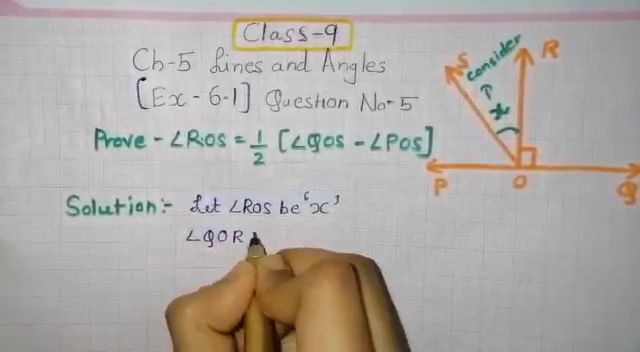 Class-9
Ch-5 Lines and Angles
[Ex - 6.1] Question No. 5
Prove - ∠ROS = 1/2 [∠QOS - ∠POS]
Solution:- Let ∠ROS be 'x'
∠QOR
S
consider
x
R
P
O
Q